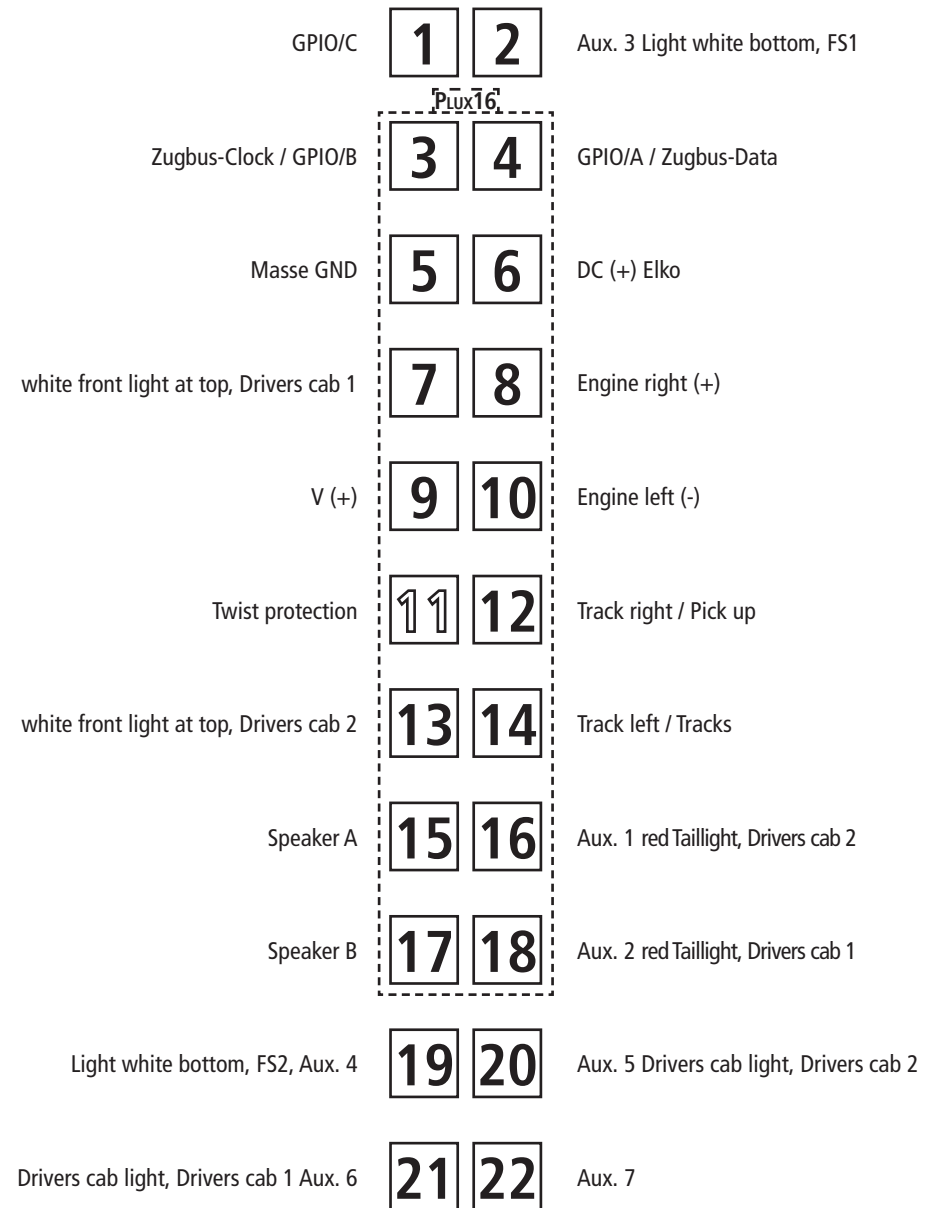 GPIO/C 1 2 Aux. 3 Light white bottom, FS1
PLUX16
Zugbus-Clock / GPIO/B 3 4 GPIO/A / Zugbus-Data
Masse GND 5 6 DC (+) Elko
white front light at top, Drivers cab 1 7 8 Engine right (+)
V (+) 9 10 Engine left (-)
Twist protection 11 12 Track right / Pick up
white front light at top, Drivers cab 2 13 14 Track left / Tracks
Speaker A 15 16 Aux. 1 red Taillight, Drivers cab 2
Speaker B 17 18 Aux. 2 red Taillight, Drivers cab 1
Light white bottom, FS2, Aux. 4 19 20 Aux. 5 Drivers cab light, Drivers cab 2
Drivers cab light, Drivers cab 1 Aux. 6 21 22 Aux. 7